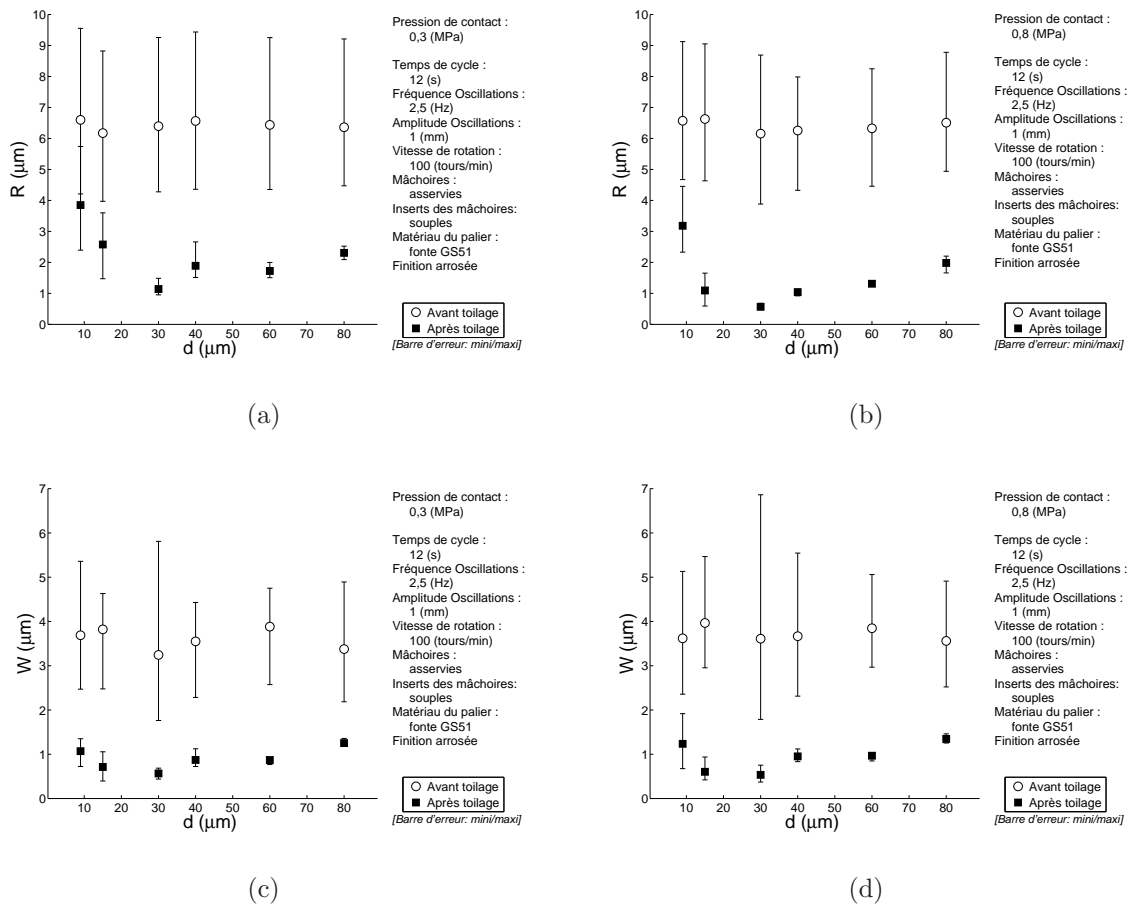 10
9
8
7
6
5
4
3
2
1
0
R (μm)
10 20 30 40 50 60 70 80
d (μm)
Pression de contact :
0,3 (MPa)
Temps de cycle :
12 (s)
Fréquence Oscillations :
2,5 (Hz)
Amplitude Oscillations :
1 (mm)
Vitesse de rotation :
100 (tours/min)
Mâchoires :
asservies
Inserts des mâchoires:
souples
Matériau du palier :
fonte GS51
Finition arrosée
Avant toilage
Après toilage
[Barre d'erreur: mini/maxi]
(a)
10
9
8
7
6
5
4
3
2
1
0
R (μm)
10 20 30 40 50 60 70 80
d (μm)
Pression de contact :
0,8 (MPa)
Temps de cycle :
12 (s)
Fréquence Oscillations :
2,5 (Hz)
Amplitude Oscillations :
1 (mm)
Vitesse de rotation :
100 (tours/min)
Mâchoires :
asservies
Inserts des mâchoires:
souples
Matériau du palier :
fonte GS51
Finition arrosée
Avant toilage
Après toilage
[Barre d'erreur: mini/maxi]
(b)
7
6
5
4
3
2
1
0
W (μm)
10 20 30 40 50 60 70 80
d (μm)
Pression de contact :
0,3 (MPa)
Temps de cycle :
12 (s)
Fréquence Oscillations :
2,5 (Hz)
Amplitude Oscillations :
1 (mm)
Vitesse de rotation :
100 (tours/min)
Mâchoires :
asservies
Inserts des mâchoires:
souples
Matériau du palier :
fonte GS51
Finition arrosée
Avant toilage
Après toilage
[Barre d'erreur: mini/maxi]
(c)
7
6
5
4
3
2
1
0
W (μm)
10 20 30 40 50 60 70 80
d (μm)
Pression de contact :
0,8 (MPa)
Temps de cycle :
12 (s)
Fréquence Oscillations :
2,5 (Hz)
Amplitude Oscillations :
1 (mm)
Vitesse de rotation :
100 (tours/min)
Mâchoires :
asservies
Inserts des mâchoires:
souples
Matériau du palier :
fonte GS51
Finition arrosée
Avant toilage
Après toilage
[Barre d'erreur: mini/maxi]
(d)